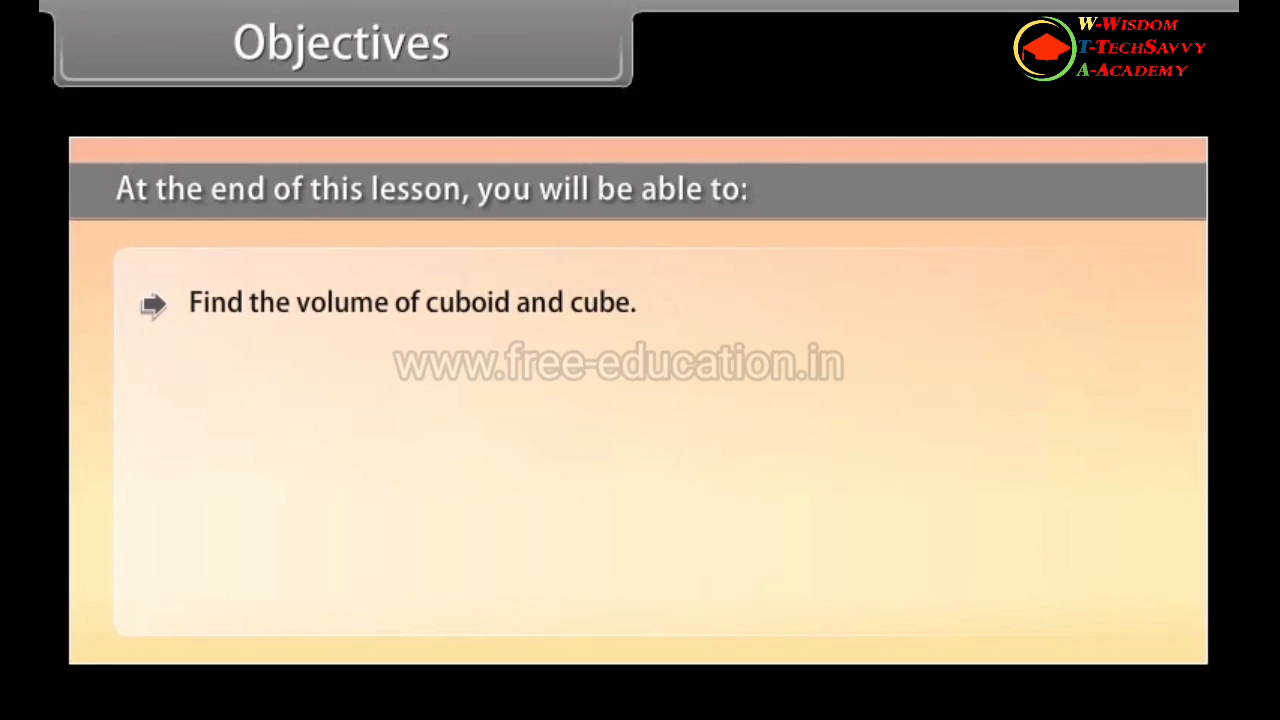 Objectives
W-Wisdom
T-TechSavvy
A-Academy
At the end of this lesson, you will be able to:
Find the volume of cuboid and cube.
www.free-education.in